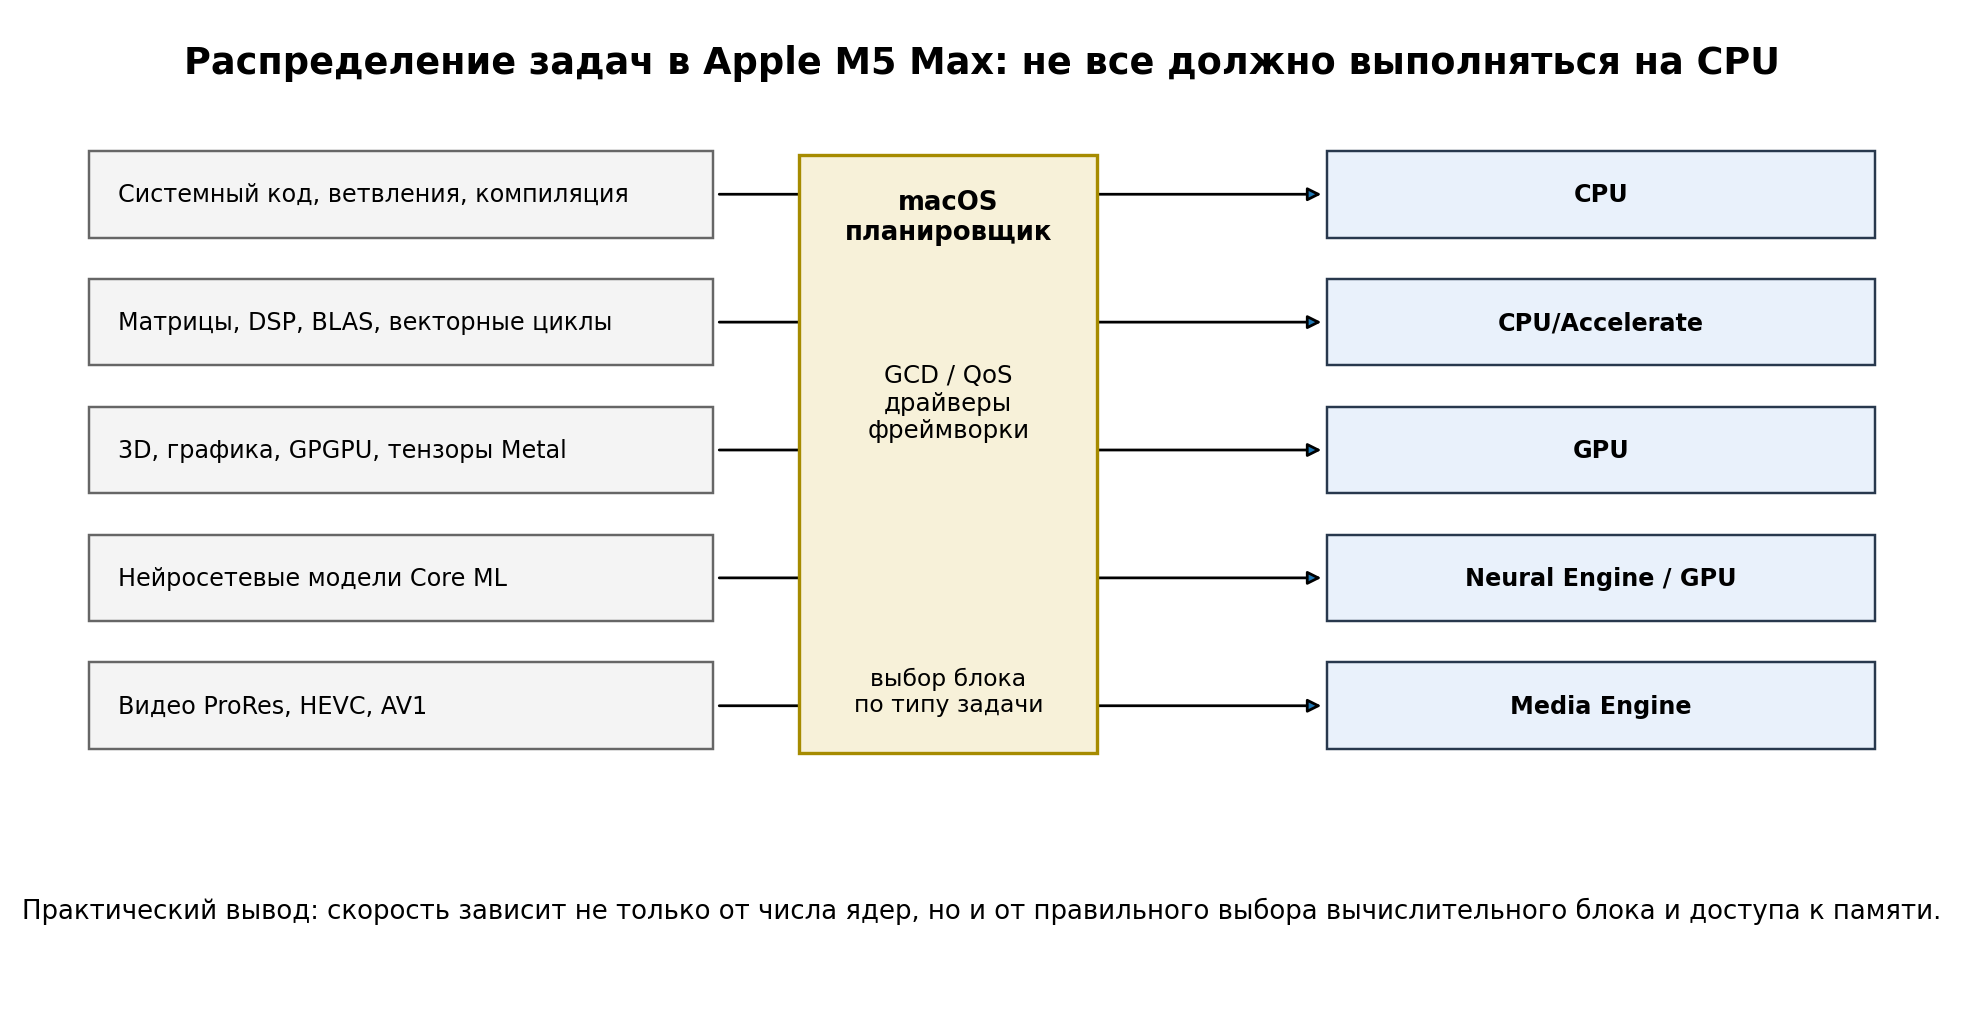 Распределение задач в Apple M5 Max: не все должно выполняться на CPU
Системный код, ветвления, компиляция
macOS
планировщик
CPU
Матрицы, DSP, BLAS, векторные циклы
CPU/Accelerate
GCD / QoS
драйверы
фреймворки
3D, графика, GPGPU, тензоры Metal
GPU
Нейросетевые модели Core ML
Neural Engine / GPU
выбор блока
по типу задачи
Видео ProRes, HEVC, AV1
Media Engine
Практический вывод: скорость зависит не только от числа ядер, но и от правильного выбора вычислительного блока и доступа к памяти.